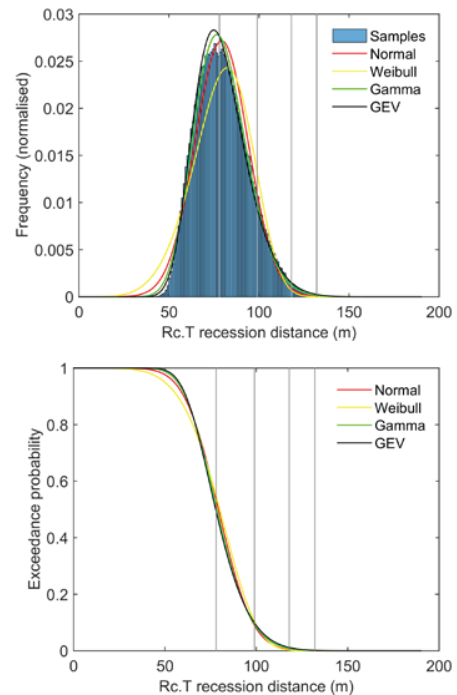 0.03
0.025
0.02
0.015
0.01
0.005
0
Frequency (normalised)
Samples
Normal
Weibull
Gamma
GEV
0 50 100 150 200
Rc.T recession distance (m)
1
0.8
0.6
0.4
0.2
0
Exceedance probability
Normal
Weibull
Gamma
GEV
0 50 100 150 200
Rc.T recession distance (m)